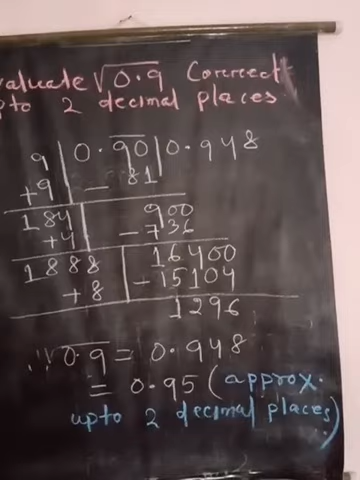 valuate √0.9 Correct
upto 2 decimal places.
9 | 0.90 | 0.948
+9 | - 81
184 | 900
+4 | - 736
1888 | 16400
+8 | - 15104
1296
∴ √0.9 = 0.948
= 0.95 (approx.
upto 2 decimal places)